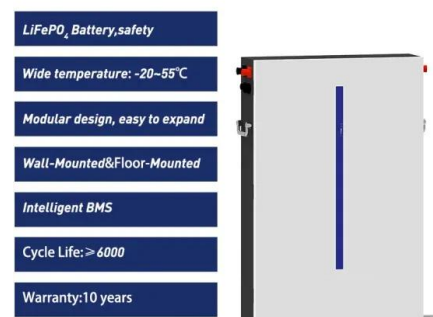 LiFePO₄ Battery,safety
Wide temperature: -20~55℃
Modular design, easy to expand
Wall-Mounted&Floor-Mounted
Intelligent BMS
Cycle Life:≥6000
Warranty:10 years